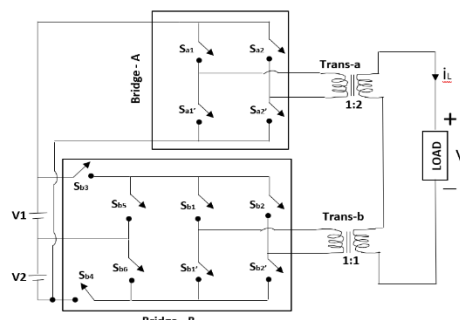 Bridge - A
Sa1
Sa2
Sa1'
Sa2'
Trans-a
1:2
iL
+
LOAD
V
Sb3
Sb5
Sb1
Sb2
V1
Trans-b
1:1
V2
Sb4
Sb6
Sb1'
Sb2'